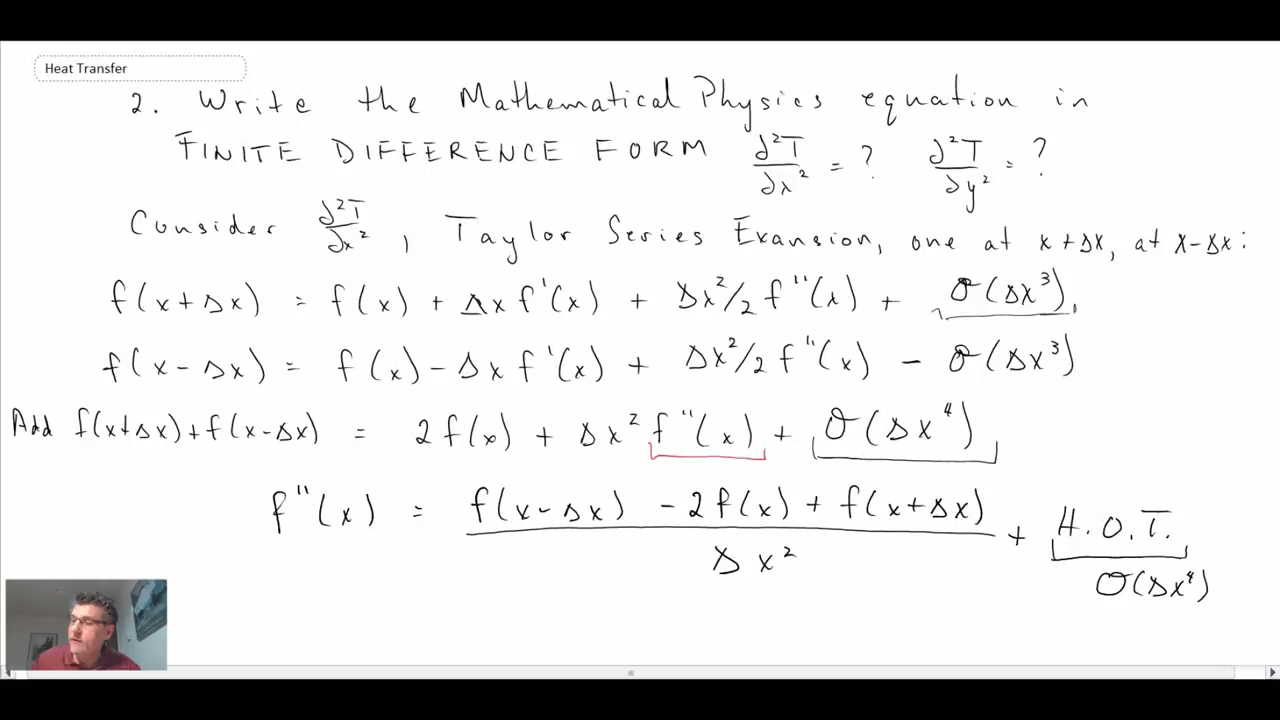 Heat Transfer
2. Write the Mathematical Physics equation in
FINITE DIFFERENCE FORM ∂²T/∂x² = ? ∂²T/∂y² = ?
Consider ∂²T/∂x², Taylor Series Exansion, one at x+Δx, at x-Δx:
f(x+Δx) = f(x) + Δx f'(x) + Δx²/2 f''(x) + O(Δx³)
f(x-Δx) = f(x) - Δx f'(x) + Δx²/2 f''(x) - O(Δx³)
Add f(x+Δx)+f(x-Δx) = 2f(x) + Δx² f''(x) + O(Δx⁴)
f''(x) = (f(x-Δx) - 2f(x) + f(x+Δx))/Δx² + H.O.T.
O(Δx⁴)